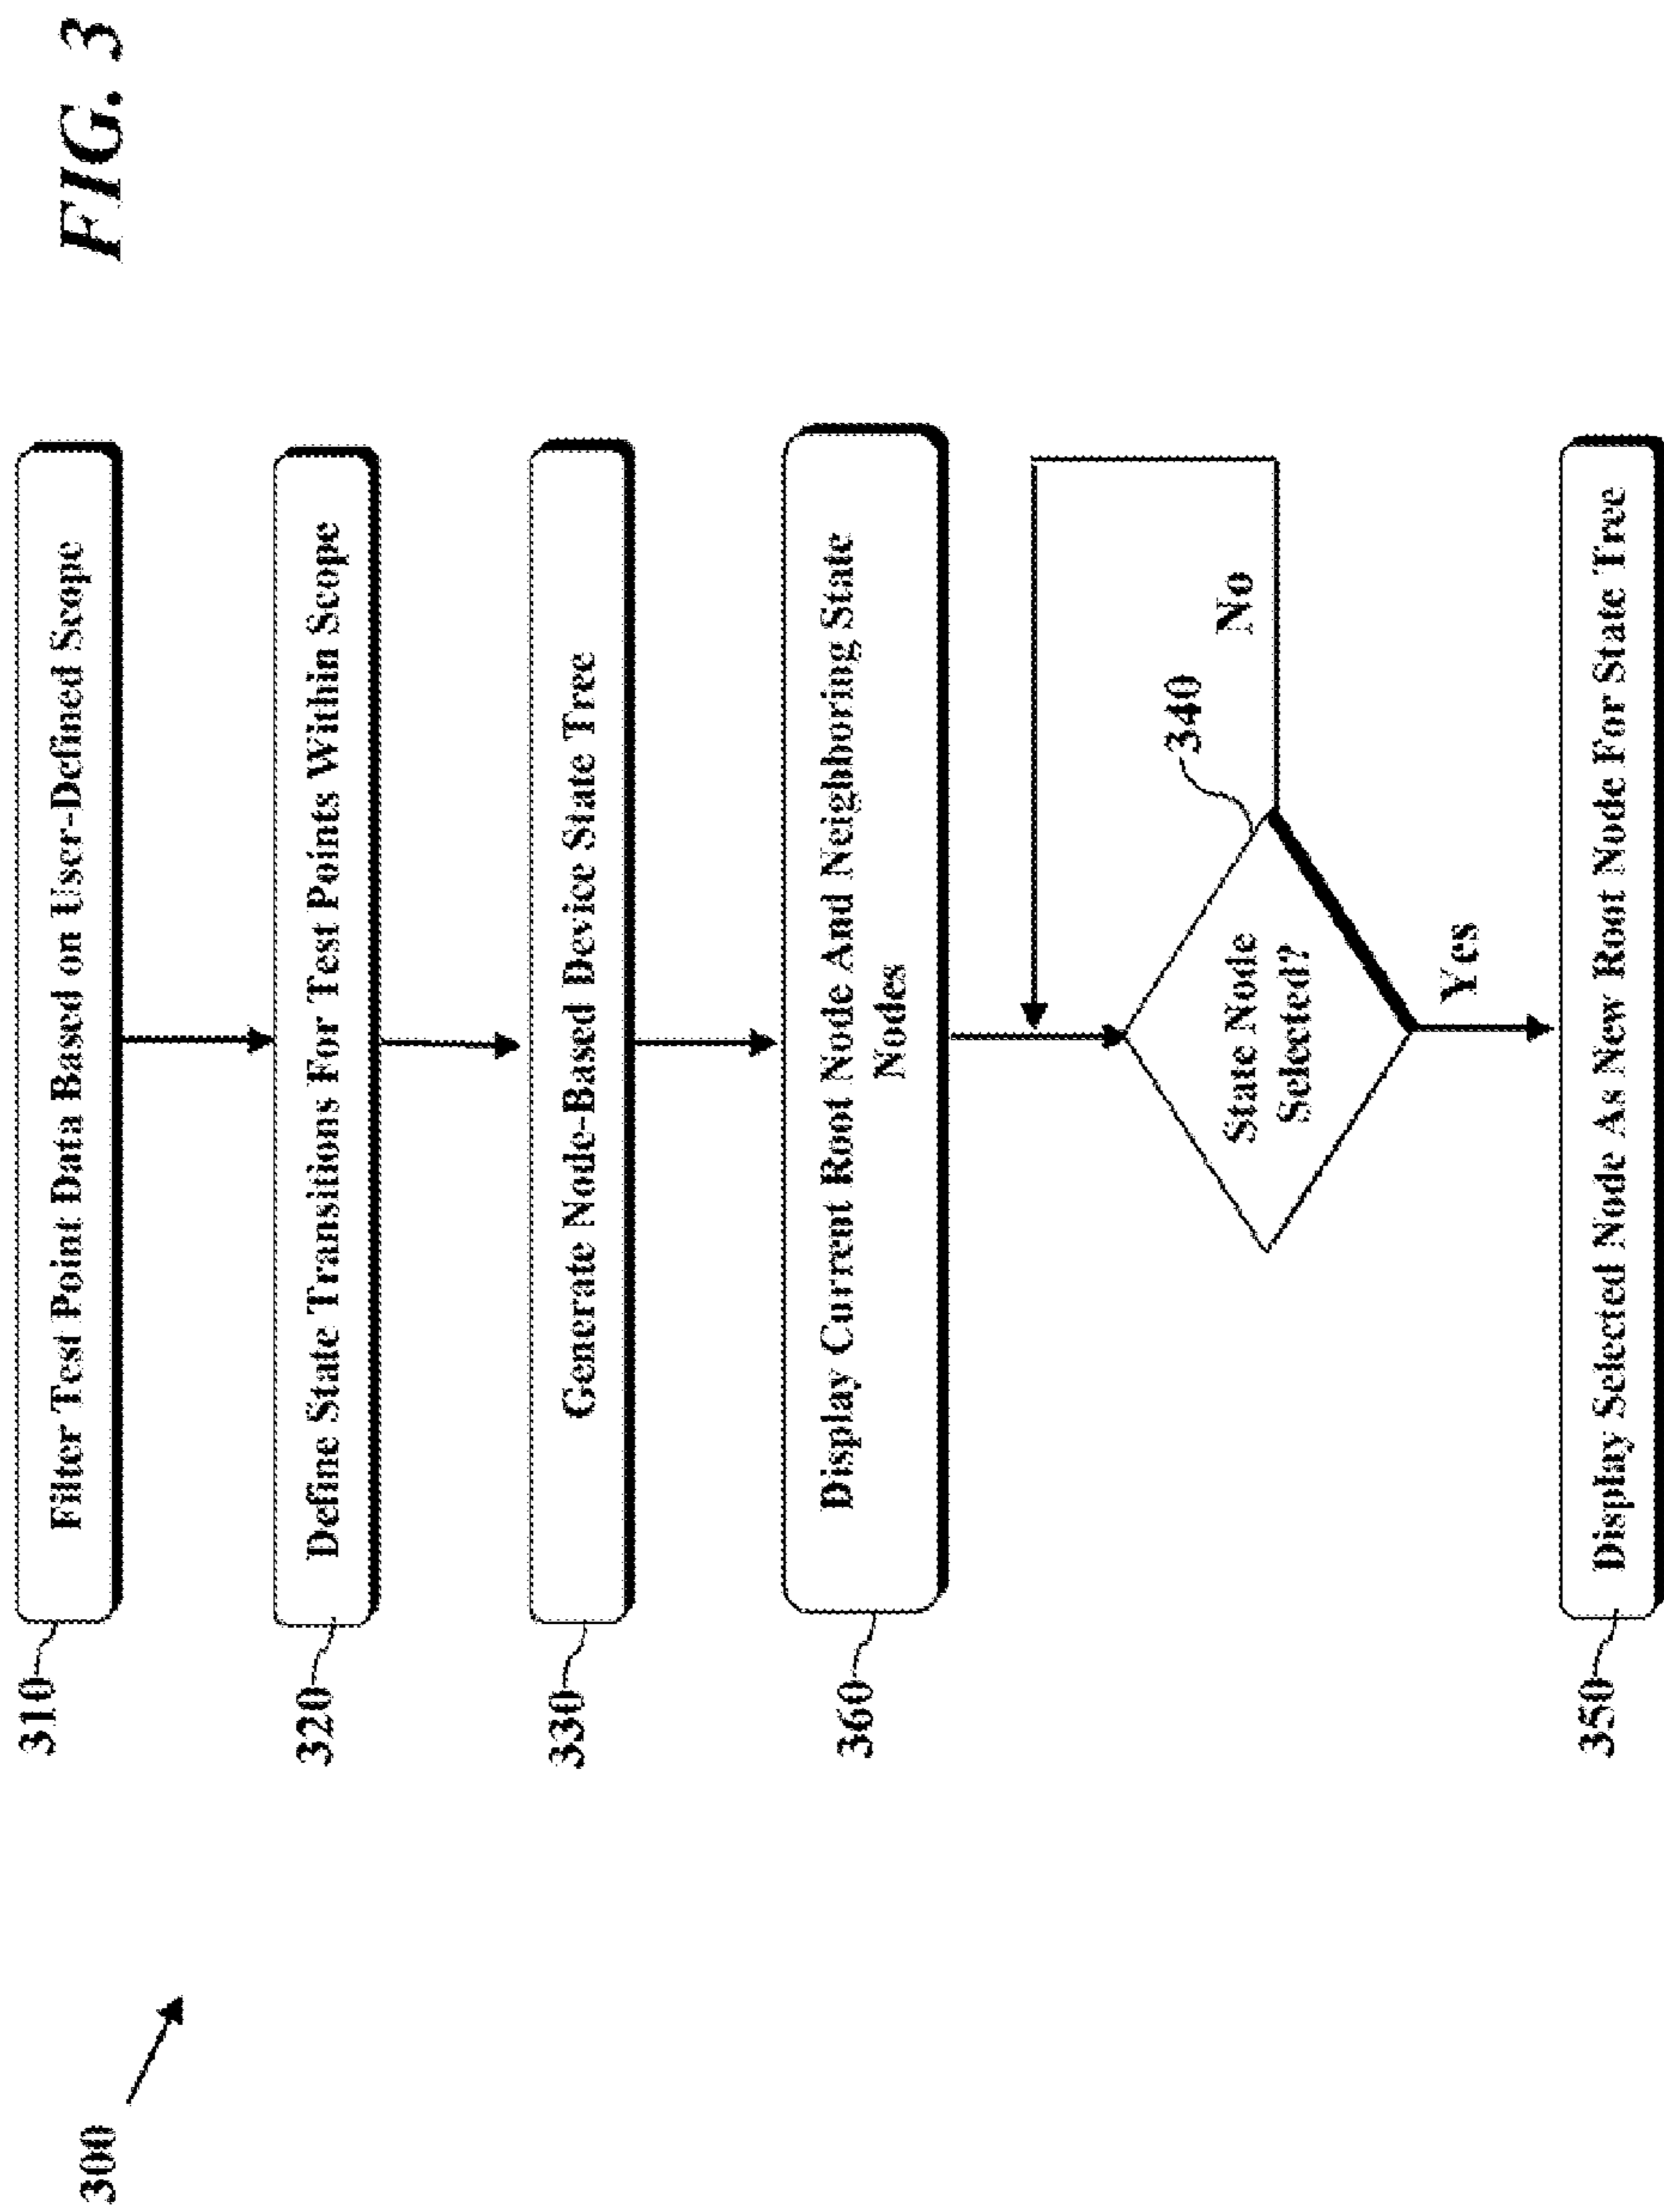 FIG. 3
300
310
Filter Test Point Data Based on User-Defined Scope
320
Define State Transitions For Test Points Within Scope
330
Generate Node-Based Device State Tree
360
Display Current Root Node And Neighboring State
Nodes
340
State Node
Selected?
No
Yes
350
Display Selected Node As New Root Node For State Tree